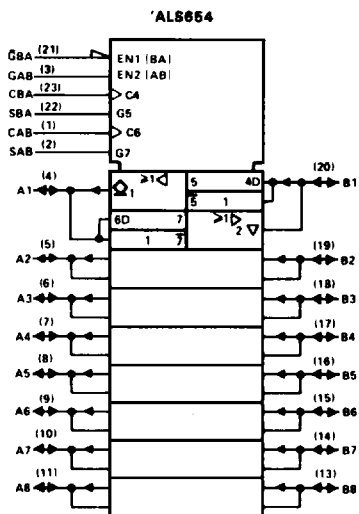 'ALS654
G̅BA (21) EN1 [BA]
GAB (3) EN2 [AB]
CBA (23) C4
SBA (22) G5
CAB (1) C6
SAB (2) G7
A1 (4) ≥1 1 5 4D (20) B1
5̅ 1
6D 7 ≥1
1 7̅ 2
A2 (5) (19) B2
A3 (6) (18) B3
A4 (7) (17) B4
A5 (8) (16) B5
A6 (9) (15) B6
A7 (10) (14) B7
A8 (11) (13) B8